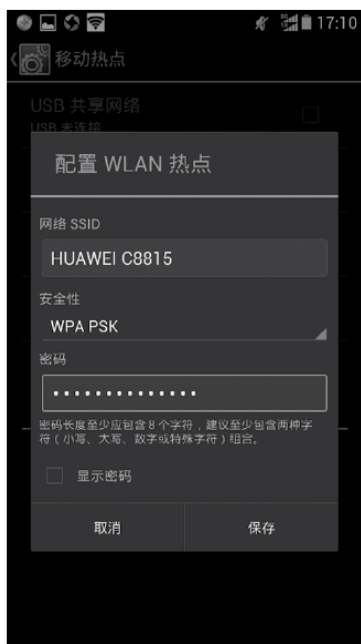 17:10
移动热点
USB 共享网络
USB 未连接
配置 WLAN 热点
网络 SSID
HUAWEI C8815
安全性
WPA PSK
密码
••••••••••••••
密码长度至少应包含8个字符，建议至少包含两种字
符（小写、大写、数字或特殊字符）组合。
显示密码
取消 保存